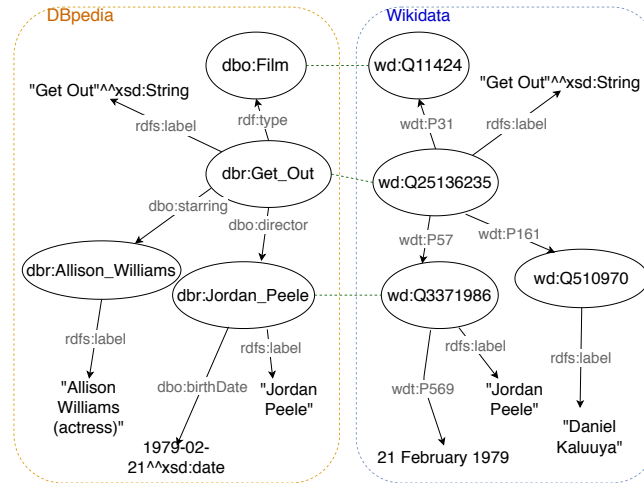 DBpedia
Wikidata
dbo:Film
wd:Q11424
"Get Out"^^xsd:String
"Get Out"^^xsd:String
rdfs:label
rdf:type
wdt:P31
rdfs:label
dbr:Get_Out
wd:Q25136235
dbo:starring
dbo:director
wdt:P57
wdt:P161
dbr:Allison_Williams
dbr:Jordan_Peele
wd:Q3371986
wd:Q510970
rdfs:label
dbo:birthDate
rdfs:label
wdt:P569
rdfs:label
rdfs:label
"Allison
Williams
(actress)"
"Jordan
Peele"
"Jordan
Peele"
"Daniel
Kaluuya"
1979-02-
21^^xsd:date
21 February 1979